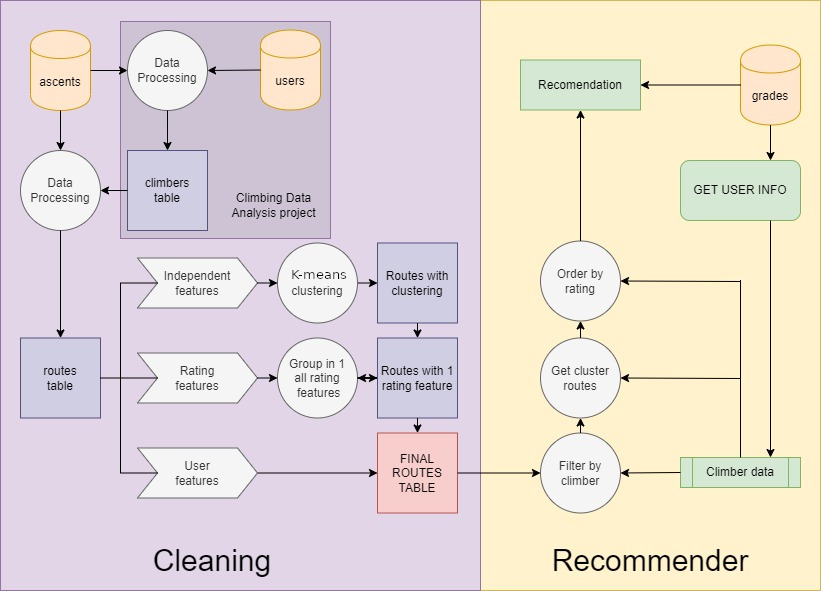 ascents
Data
Processing
users
Data
Processing
climbers
table
Climbing Data
Analysis project
Independent
features
K-means
clustering
Routes with
clustering
routes
table
Rating
features
Group in 1
all rating
features
Routes with 1
rating feature
User
features
FINAL
ROUTES
TABLE
Cleaning
Recomendation
grades
GET USER INFO
Order by
rating
Get cluster
routes
Filter by
climber
Climber data
Recommender